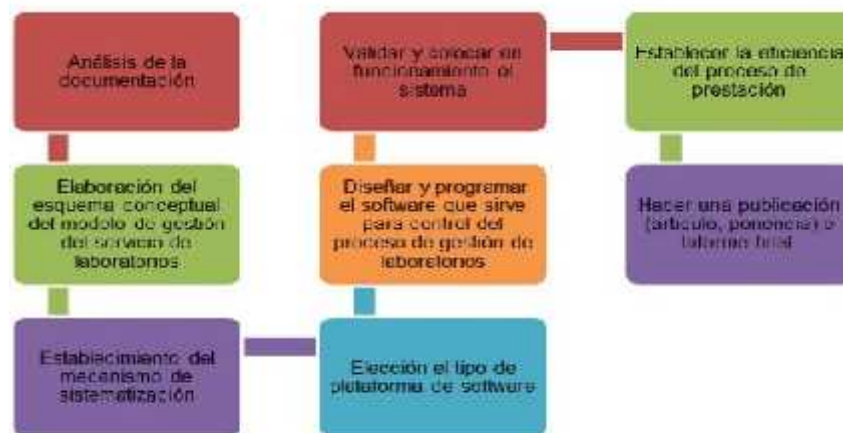 Análisis de la
documentación
Elaboración del
esquema conceptual
del modelo de gestión
del servicio de
laboratorios
Establecimiento del
mecanismo de
sistematización
Elección el tipo de
plataforma de software
Diseñar y programar
el software que sirve
para control del
proceso de gestión de
laboratorios
Validar y colocar en
funcionamiento el
sistema
Establecer la eficiencia
del proceso de
prestación
Hacer una publicación
(artículo, ponencia) o
Informe final